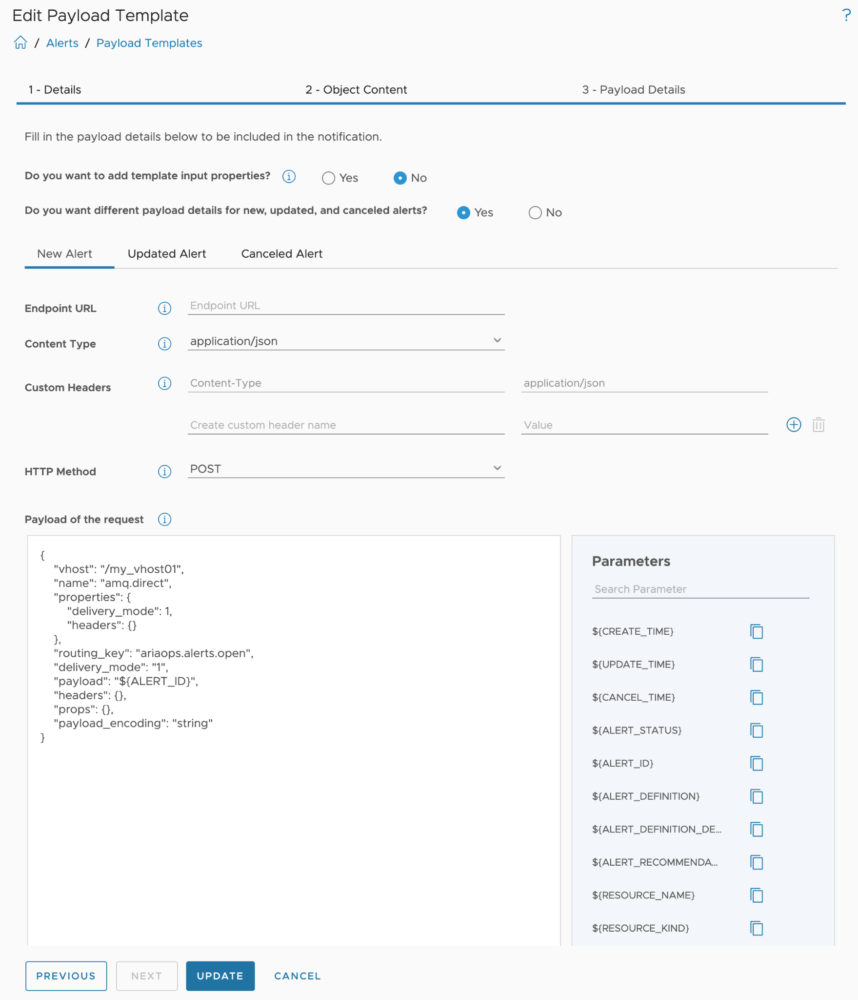 Edit Payload Template
?
/ Alerts / Payload Templates
1 - Details 2 - Object Content 3 - Payload Details
Fill in the payload details below to be included in the notification.
Do you want to add template input properties? i Yes No
Do you want different payload details for new, updated, and canceled alerts? Yes No
New Alert Updated Alert Canceled Alert
Endpoint URL i Endpoint URL
Content Type i application/json
Custom Headers i Content-Type application/json
Create custom header name Value
HTTP Method i POST
Payload of the request i
{
"vhost": "/my_vhost01",
"name": "amq.direct",
"properties": {
"delivery_mode": 1,
"headers": {}
},
"routing_key": "ariaops.alerts.open",
"delivery_mode": "1",
"payload": "${ALERT_ID}",
"headers": {},
"props": {},
"payload_encoding": "string"
}
Parameters
Search Parameter
${CREATE_TIME}
${UPDATE_TIME}
${CANCEL_TIME}
${ALERT_STATUS}
${ALERT_ID}
${ALERT_DEFINITION}
${ALERT_DEFINITION_DE...
${ALERT_RECOMMENDA...
${RESOURCE_NAME}
${RESOURCE_KIND}
PREVIOUS NEXT UPDATE CANCEL